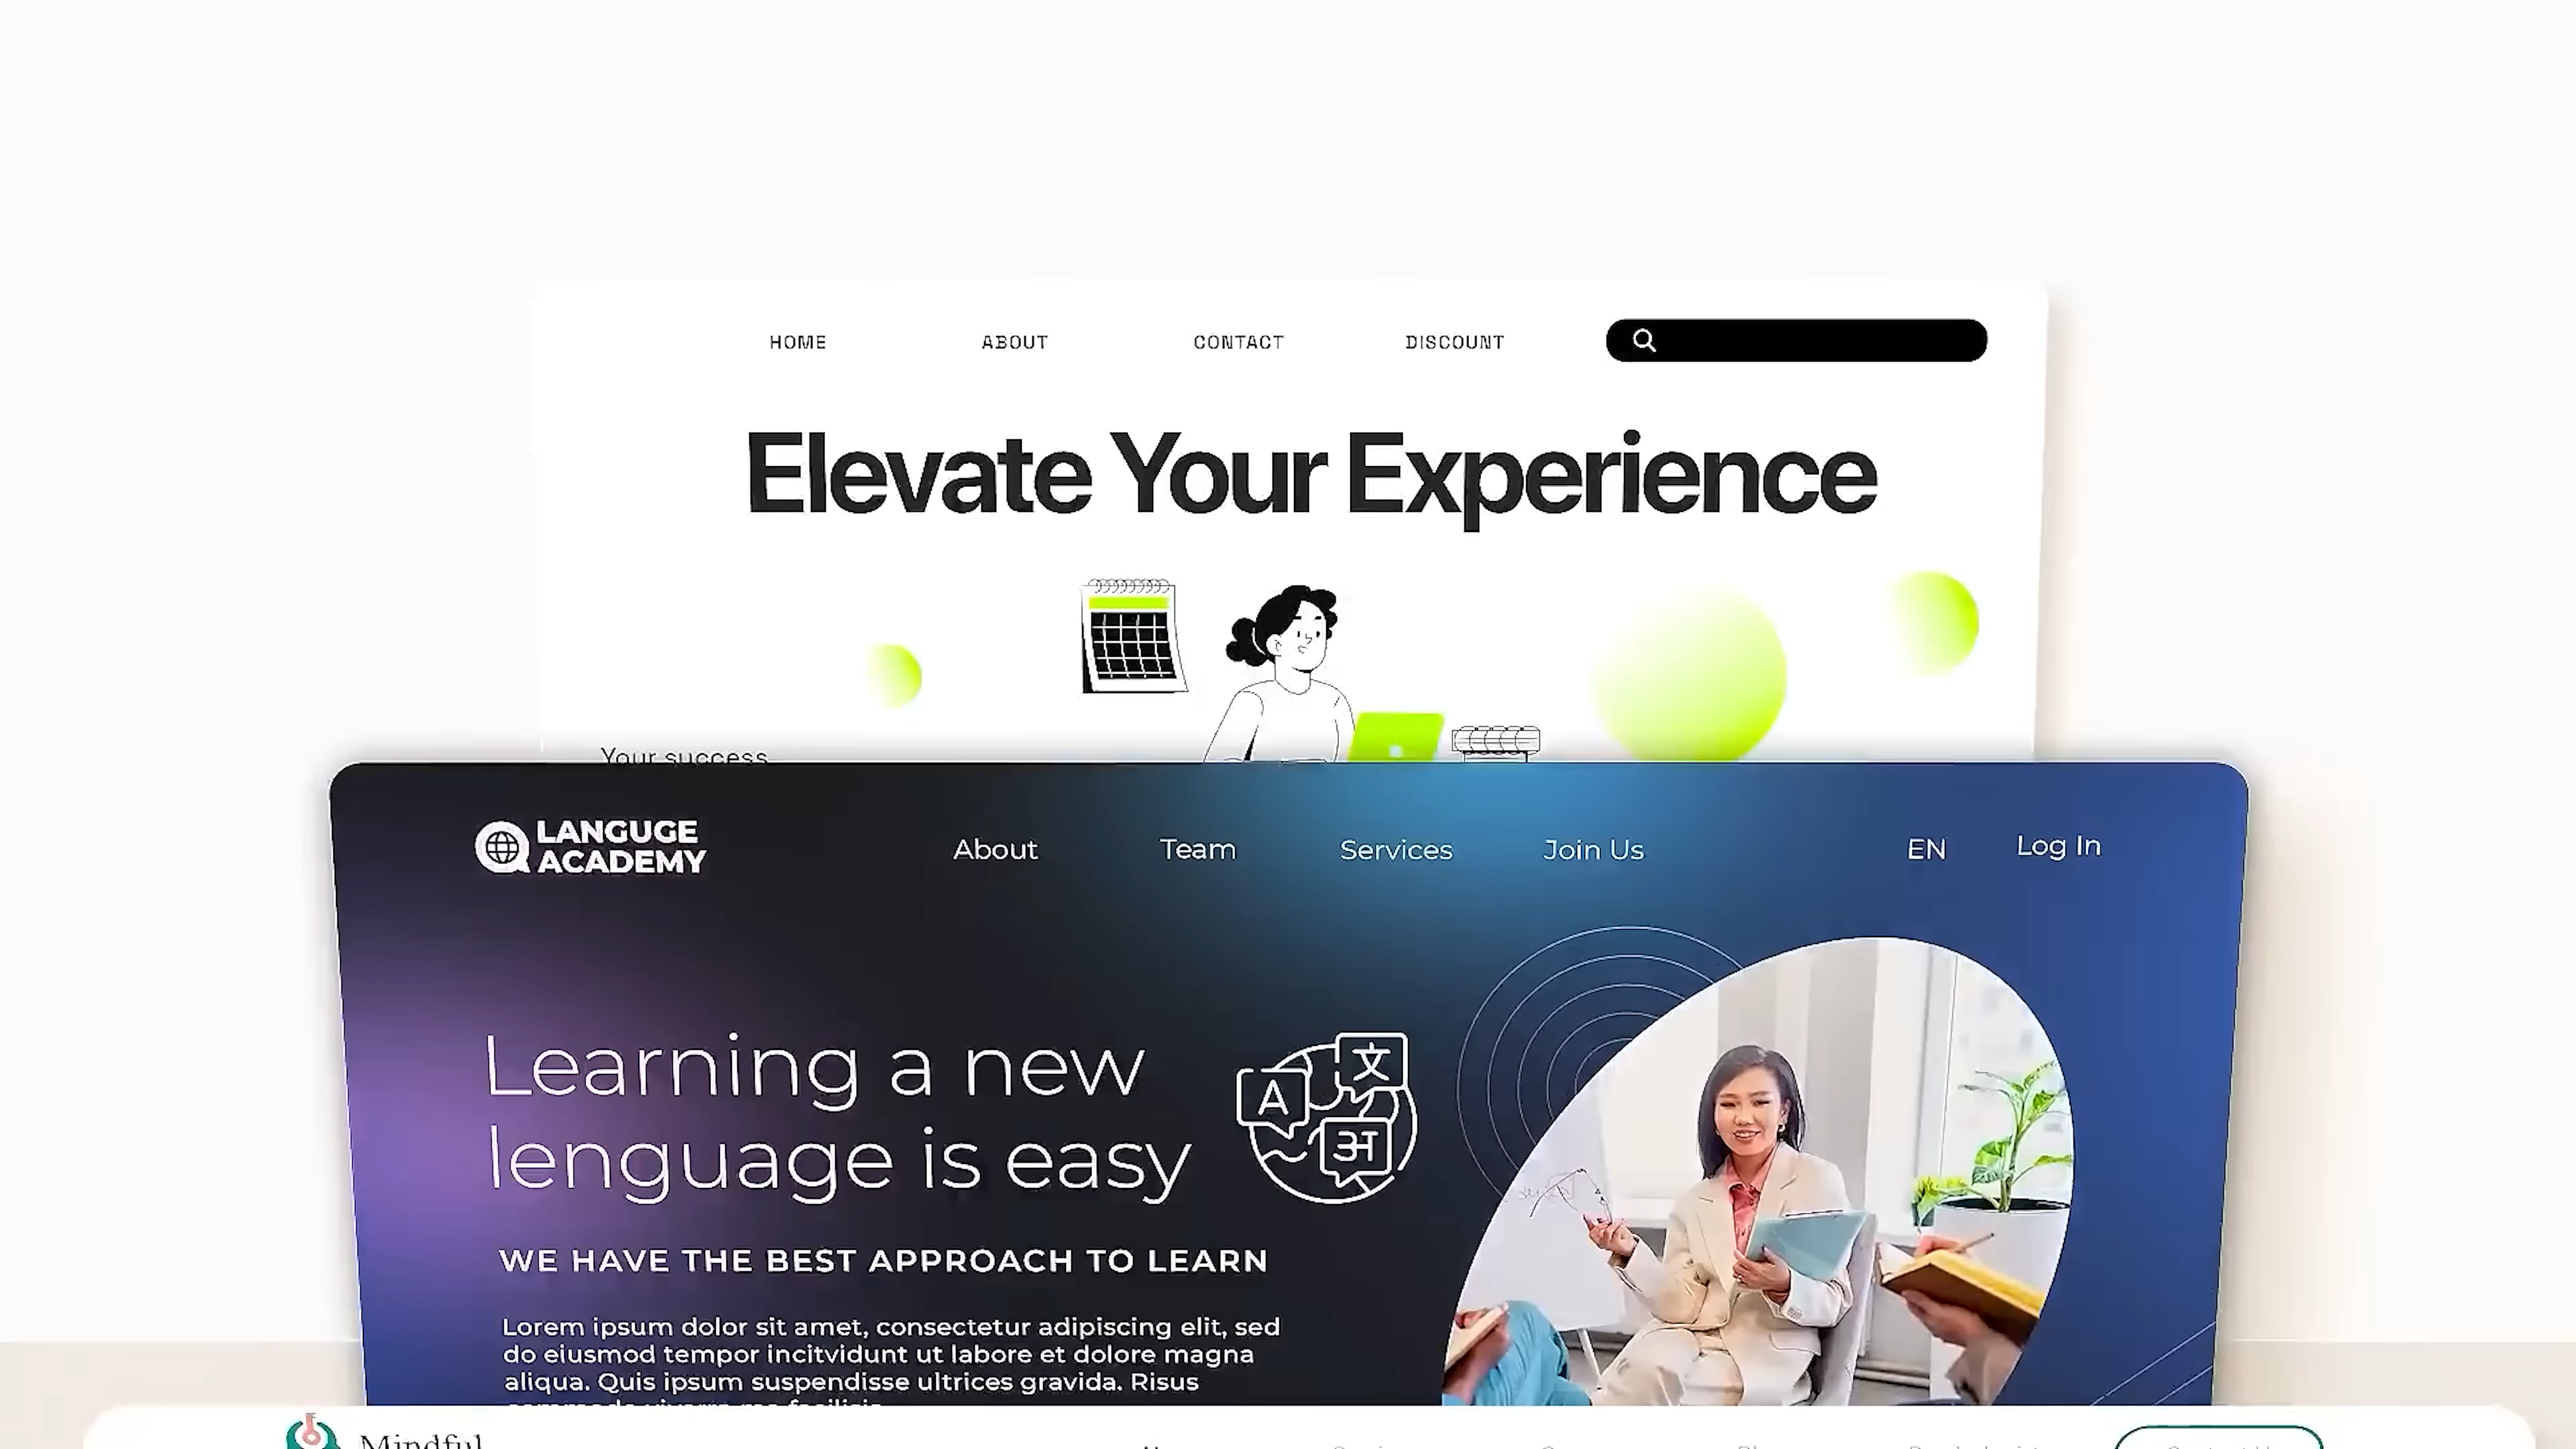 HOME ABOUT CONTACT DISCOUNT
Elevate Your Experience
Your success
LANGUGE
ACADEMY
About Team Services Join Us EN Log In
Learning a new
lenguage is easy
A 文 अ
WE HAVE THE BEST APPROACH TO LEARN
Lorem ipsum dolor sit amet, consectetur adipiscing elit, sed
do eiusmod tempor incitvidunt ut labore et dolore magna
aliqua. Quis ipsum suspendisse ultrices gravida. Risus
Mindful